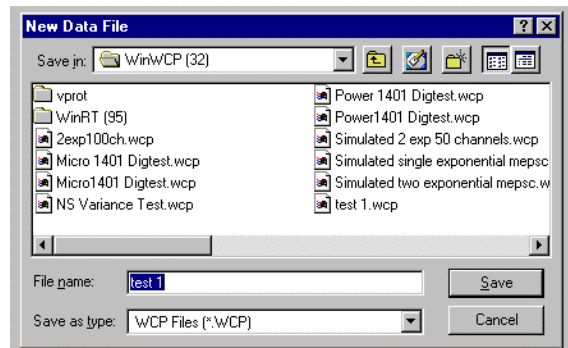 New Data File
Save in: WinWCP (32)
vprot
WinRT (95)
2exp100ch.wcp
Micro 1401 Digtest.wcp
Micro1401 Digtest.wcp
NS Variance Test.wcp
Power 1401 Digtest.wcp
Power1401 Digtest.wcp
Simulated 2 exp 50 channels.wcp
Simulated single exponential mepsc
Simulated two exponential mepsc.w
test 1.wcp
File name: test 1
Save
Save as type: WCP Files (*.WCP)
Cancel